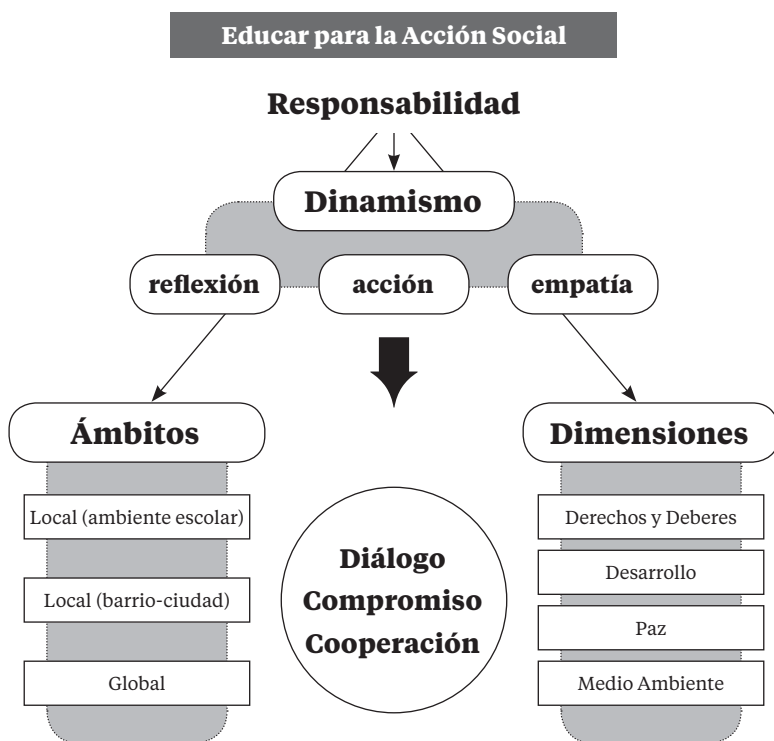 Educar para la Acción Social
Responsabilidad
Dinamismo
reflexión
acción
empatía
Ámbitos
Local (ambiente escolar)
Local (barrio-ciudad)
Global
Diálogo
Compromiso
Cooperación
Dimensiones
Derechos y Deberes
Desarrollo
Paz
Medio Ambiente